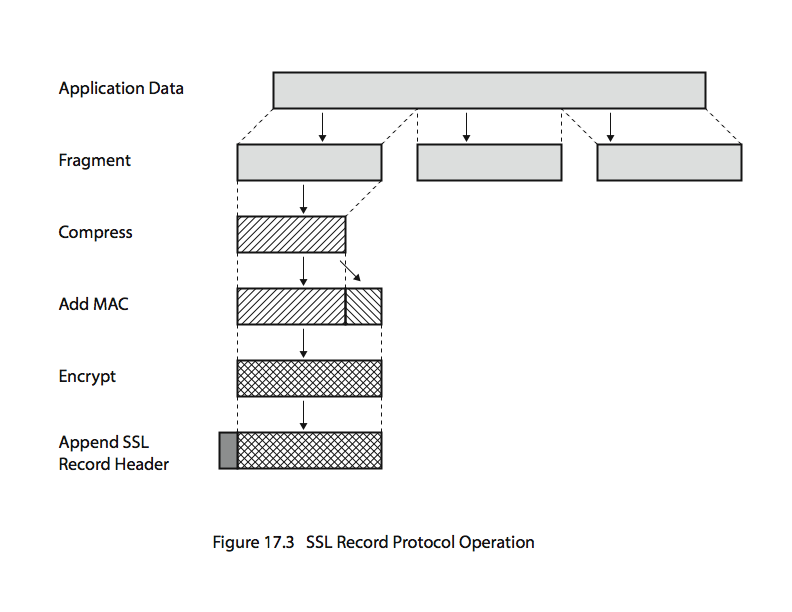 Application Data
Fragment
Compress
Add MAC
Encrypt
Append SSL
Record Header
Figure 17.3 SSL Record Protocol Operation